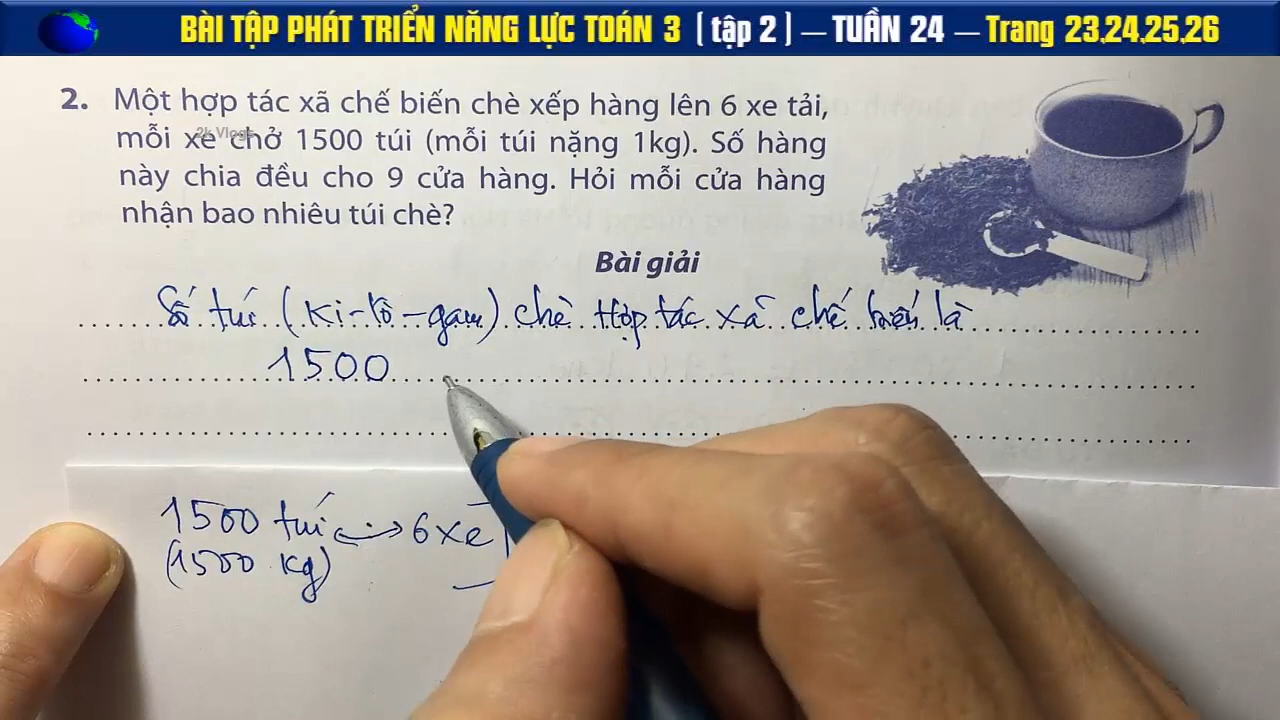 BÀI TẬP PHÁT TRIỂN NĂNG LỰC TOÁN 3 ( tập 2 ) – TUẦN 24 – Trang 23,24,25,26
2. Một hợp tác xã chế biến chè xếp hàng lên 6 xe tải,
mỗi xe chở 1500 túi (mỗi túi nặng 1kg). Số hàng
2k Vlogs
này chia đều cho 9 cửa hàng. Hỏi mỗi cửa hàng
nhận bao nhiêu túi chè?
Bài giải
Số túi (ki-lô-gam) chè Hợp tác xã chế biến là
1500
1500 túi 6 xe
(1500 kg)